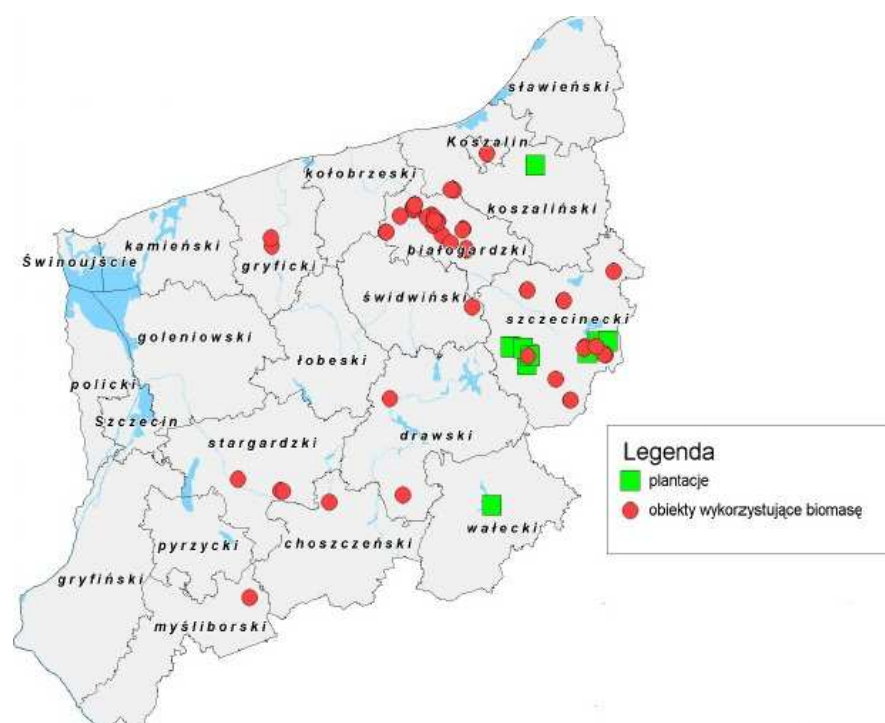 sławieński
Koszalin
kołobrzeski
koszaliński
kamieński
białogardzki
Świnoujście
gryficki
świdwiński
szczecinecki
goleniowski
łobeski
policki
Szczecin
stargardzki
drawski
wałecki
pyrzycki
choszczeński
gryfiński
myśliborski
Legenda
plantacje
obiekty wykorzystujące biomasę